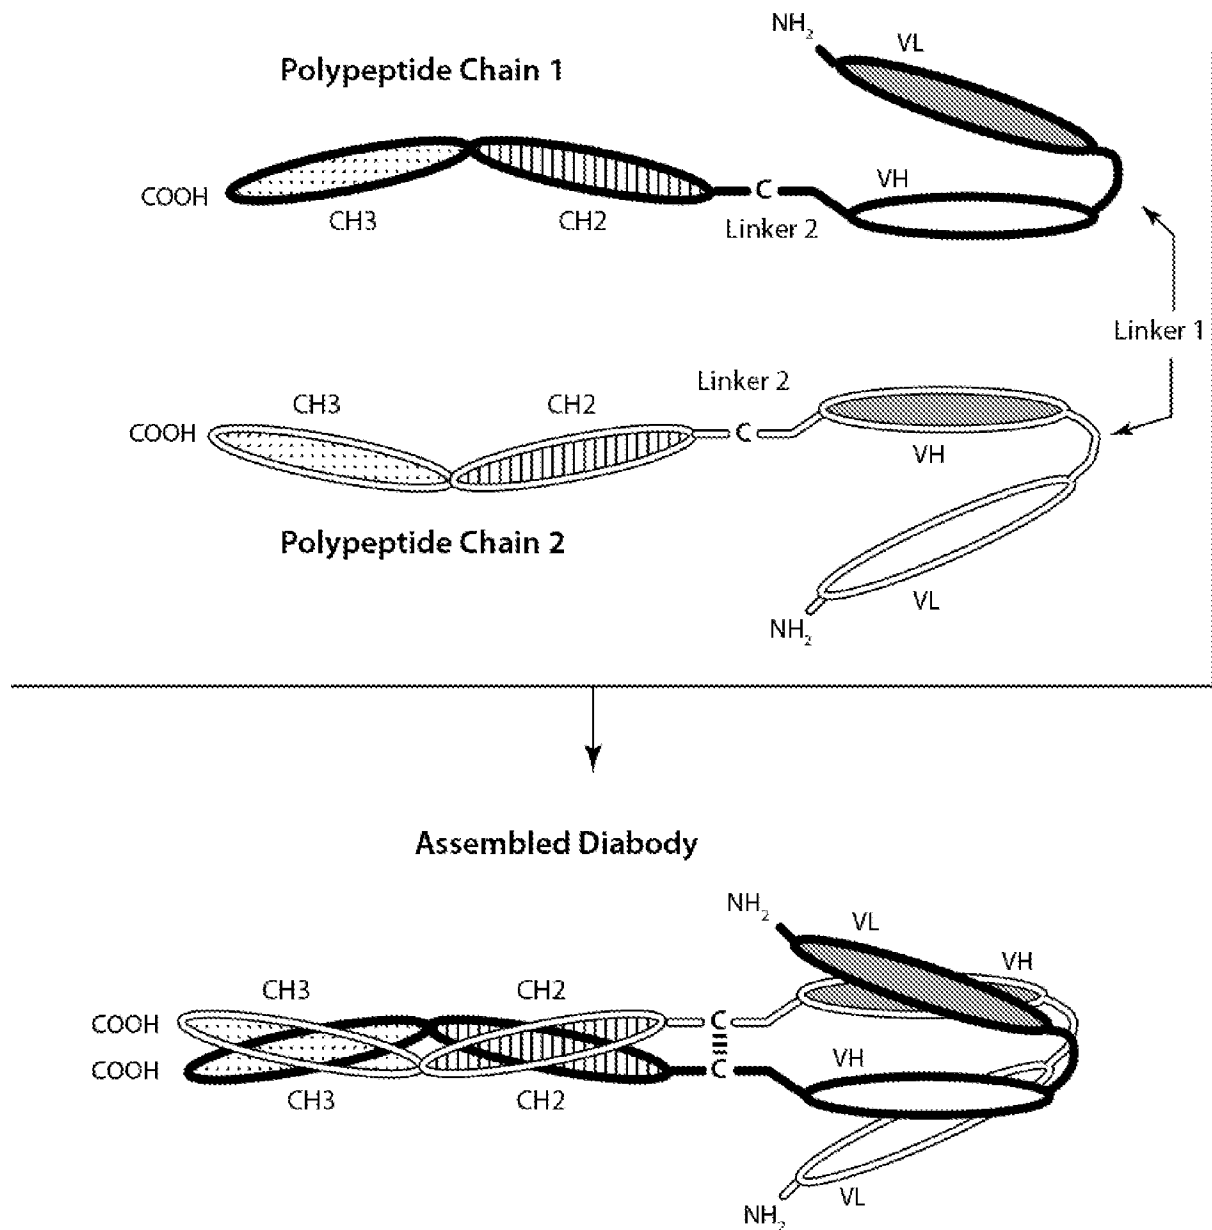 NH2
VL
Polypeptide Chain 1
VH
COOH
C
CH3
CH2
Linker 2
Linker 1
Linker 2
CH3
CH2
COOH
C
VH
Polypeptide Chain 2
VL
NH2
Assembled Diabody
NH2
VL
VH
CH3
CH2
COOH
C
COOH
C
VH
CH3
CH2
VL
NH2